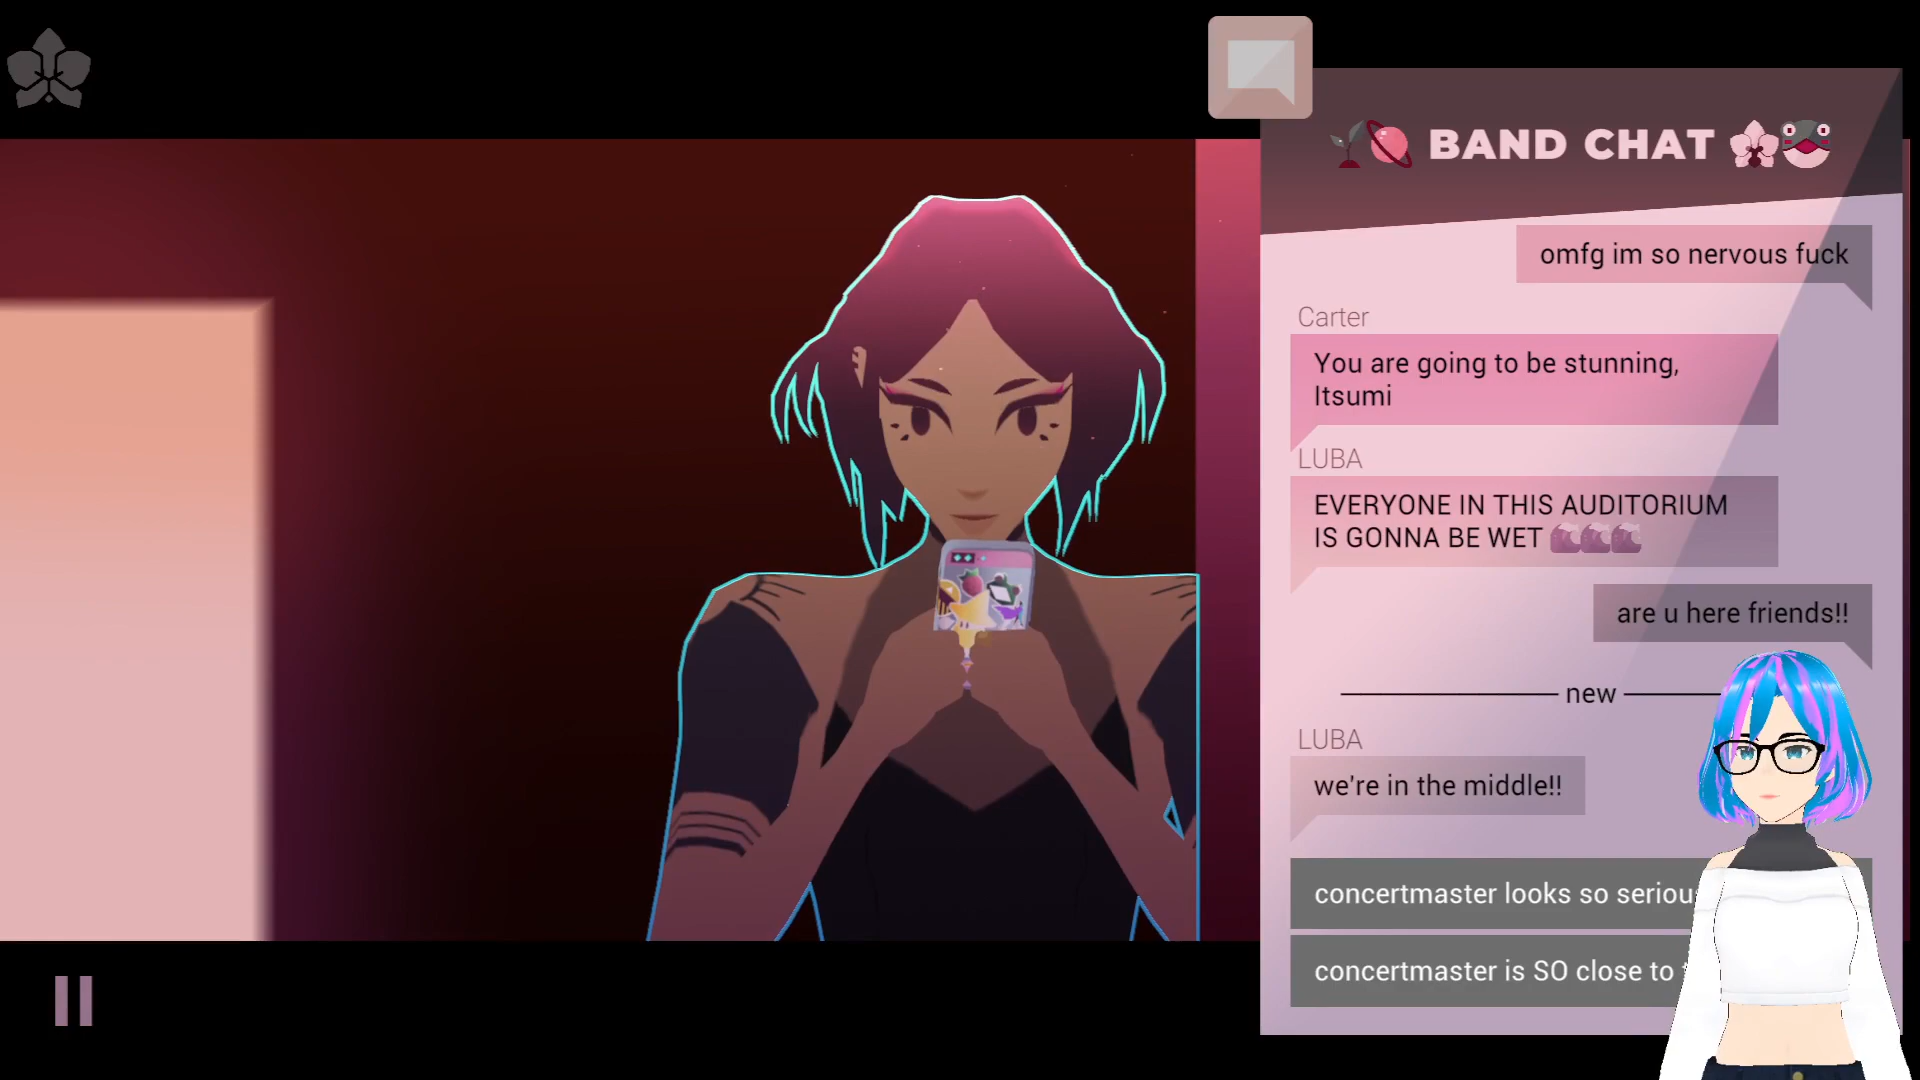 BAND CHAT
omfg im so nervous fuck
Carter
You are going to be stunning,
Itsumi
LUBA
EVERYONE IN THIS AUDITORIUM
IS GONNA BE WET
are u here friends!!
new
LUBA
we're in the middle!!
concertmaster looks so
concertmaster is SO close to